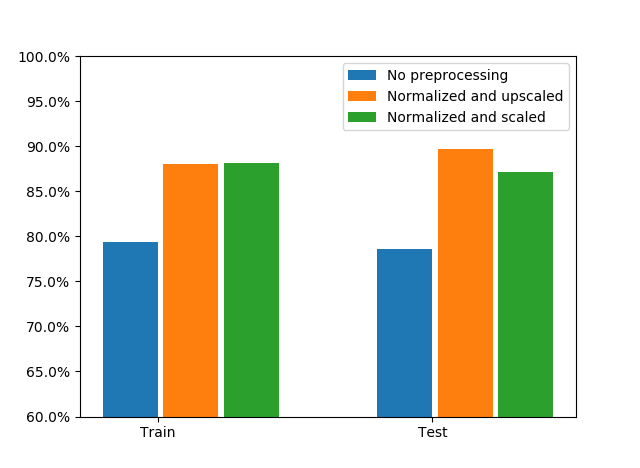 100.0%
95.0%
90.0%
85.0%
80.0%
75.0%
70.0%
65.0%
60.0%
No preprocessing
Normalized and upscaled
Normalized and scaled
Train
Test